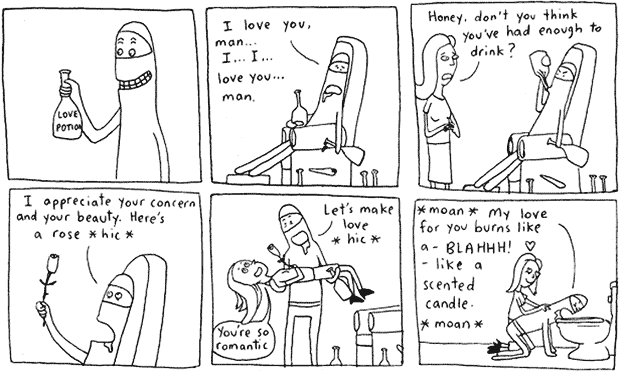 LOVE
POTION
I love you,
man...
I... I...
love you...
man.
Honey, don't you think
you've had enough to
drink?
I appreciate your concern
and your beauty. Here's
a rose *hic*
Let's make
love
*hic*
You're so
romantic
*moan* My love
for you burns like
a- BLAHHH!
- like a
scented
candle.
*moan*